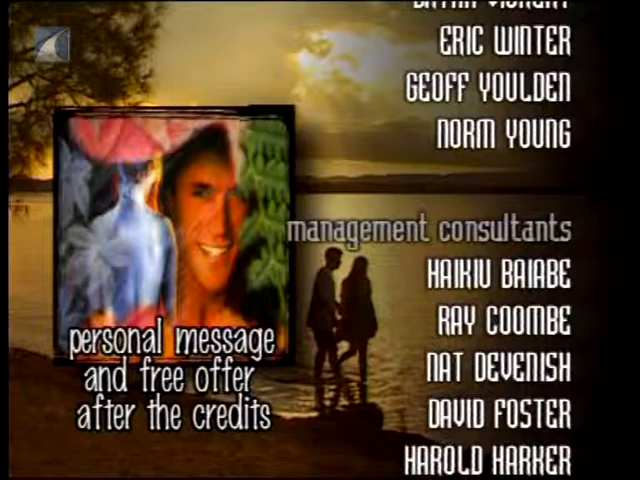 ERIC WINTER
GEOFF YOULDEN
NORM YOUNG
management consultants
HAIKIU BAIABE
RAY COOMBE
NAT DEVENISH
DAVID FOSTER
HAROLD HARKER
personal message
and free offer
after the credits